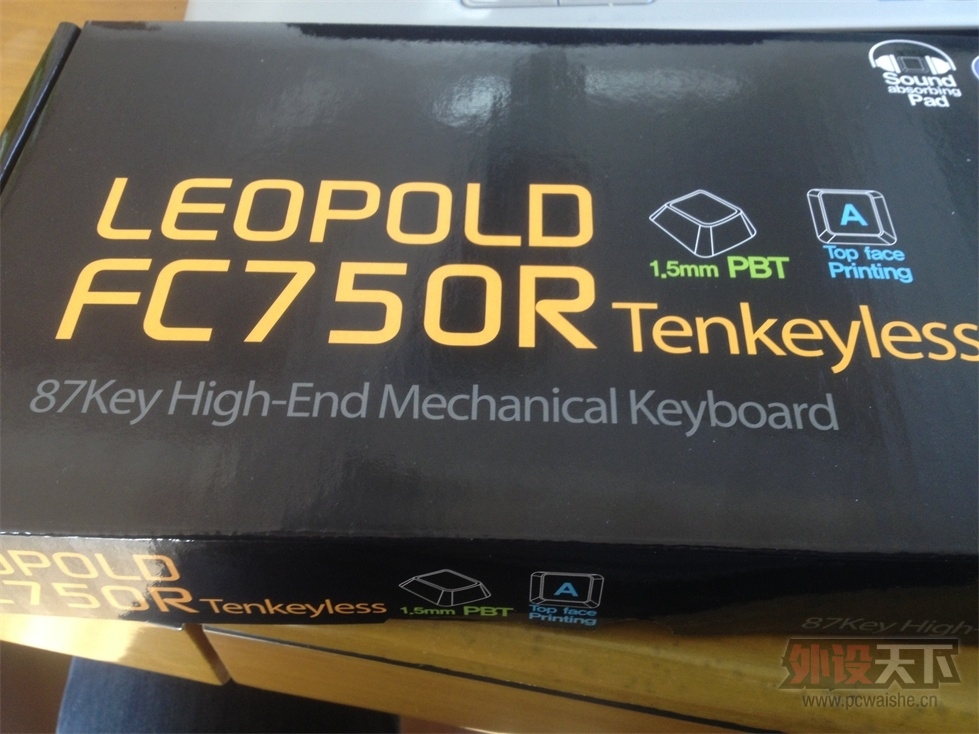 Sound
absorbing
Pad
LEOPOLD
1.5mm PBT
Top face
Printing
A
FC750R Tenkeyless
87Key High-End Mechanical Keyboard
OPOLD
C750R Tenkeyless
1.5mm PBT
A
Top face
Printing
87Key High
外设天下
www.pcwaishe.cn